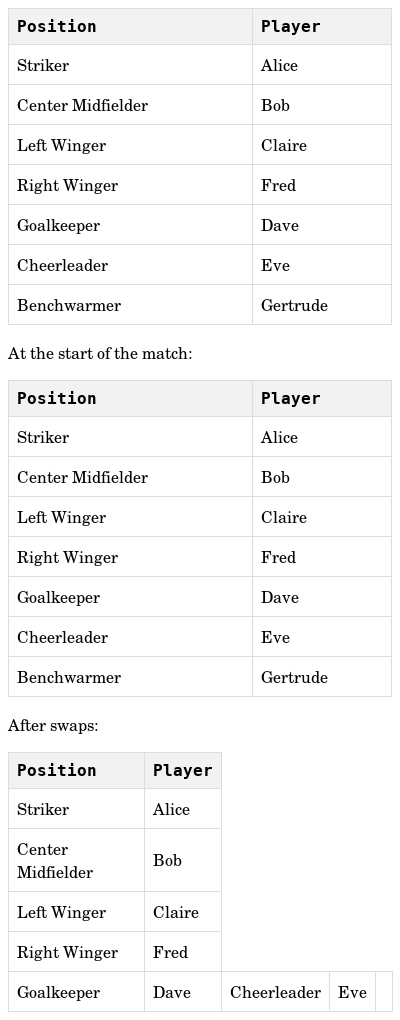 Position Player
Striker Alice
Center Midfielder Bob
Left Winger Claire
Right Winger Fred
Goalkeeper Dave
Cheerleader Eve
Benchwarmer Gertrude
At the start of the match:
Position Player
Striker Alice
Center Midfielder Bob
Left Winger Claire
Right Winger Fred
Goalkeeper Dave
Cheerleader Eve
Benchwarmer Gertrude
After swaps:
Position Player
Striker Alice
Center
Midfielder Bob
Left Winger Claire
Right Winger Fred
Goalkeeper Dave Cheerleader Eve